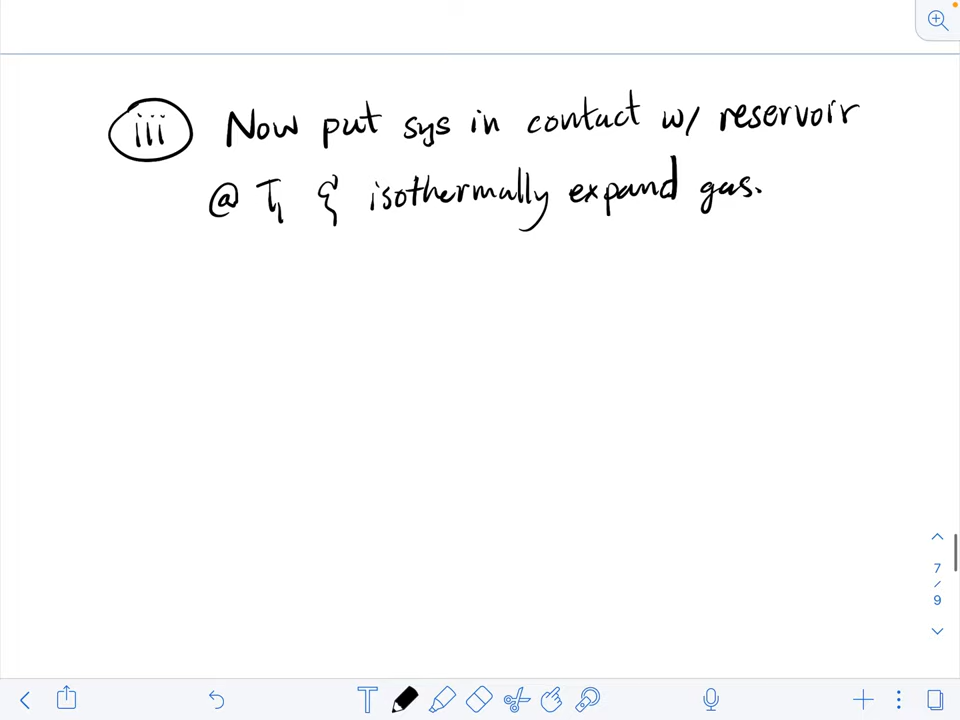 iii Now put sys in contact w/ reservoir
@ T₁ & isothermally expand gas.
7
/
9
T